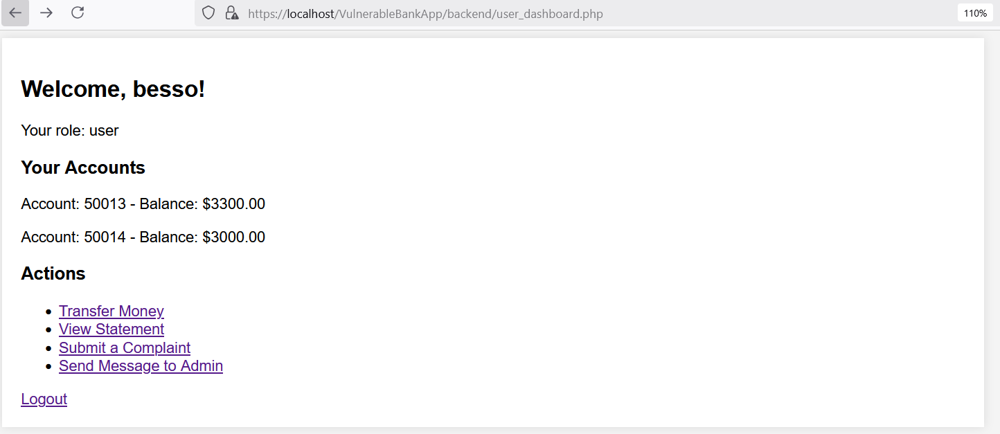 https://localhost/VulnerableBankApp/backend/user_dashboard.php 110%
Welcome, besso!
Your role: user
Your Accounts
Account: 50013 - Balance: $3300.00
Account: 50014 - Balance: $3000.00
Actions
Transfer Money
View Statement
Submit a Complaint
Send Message to Admin
Logout